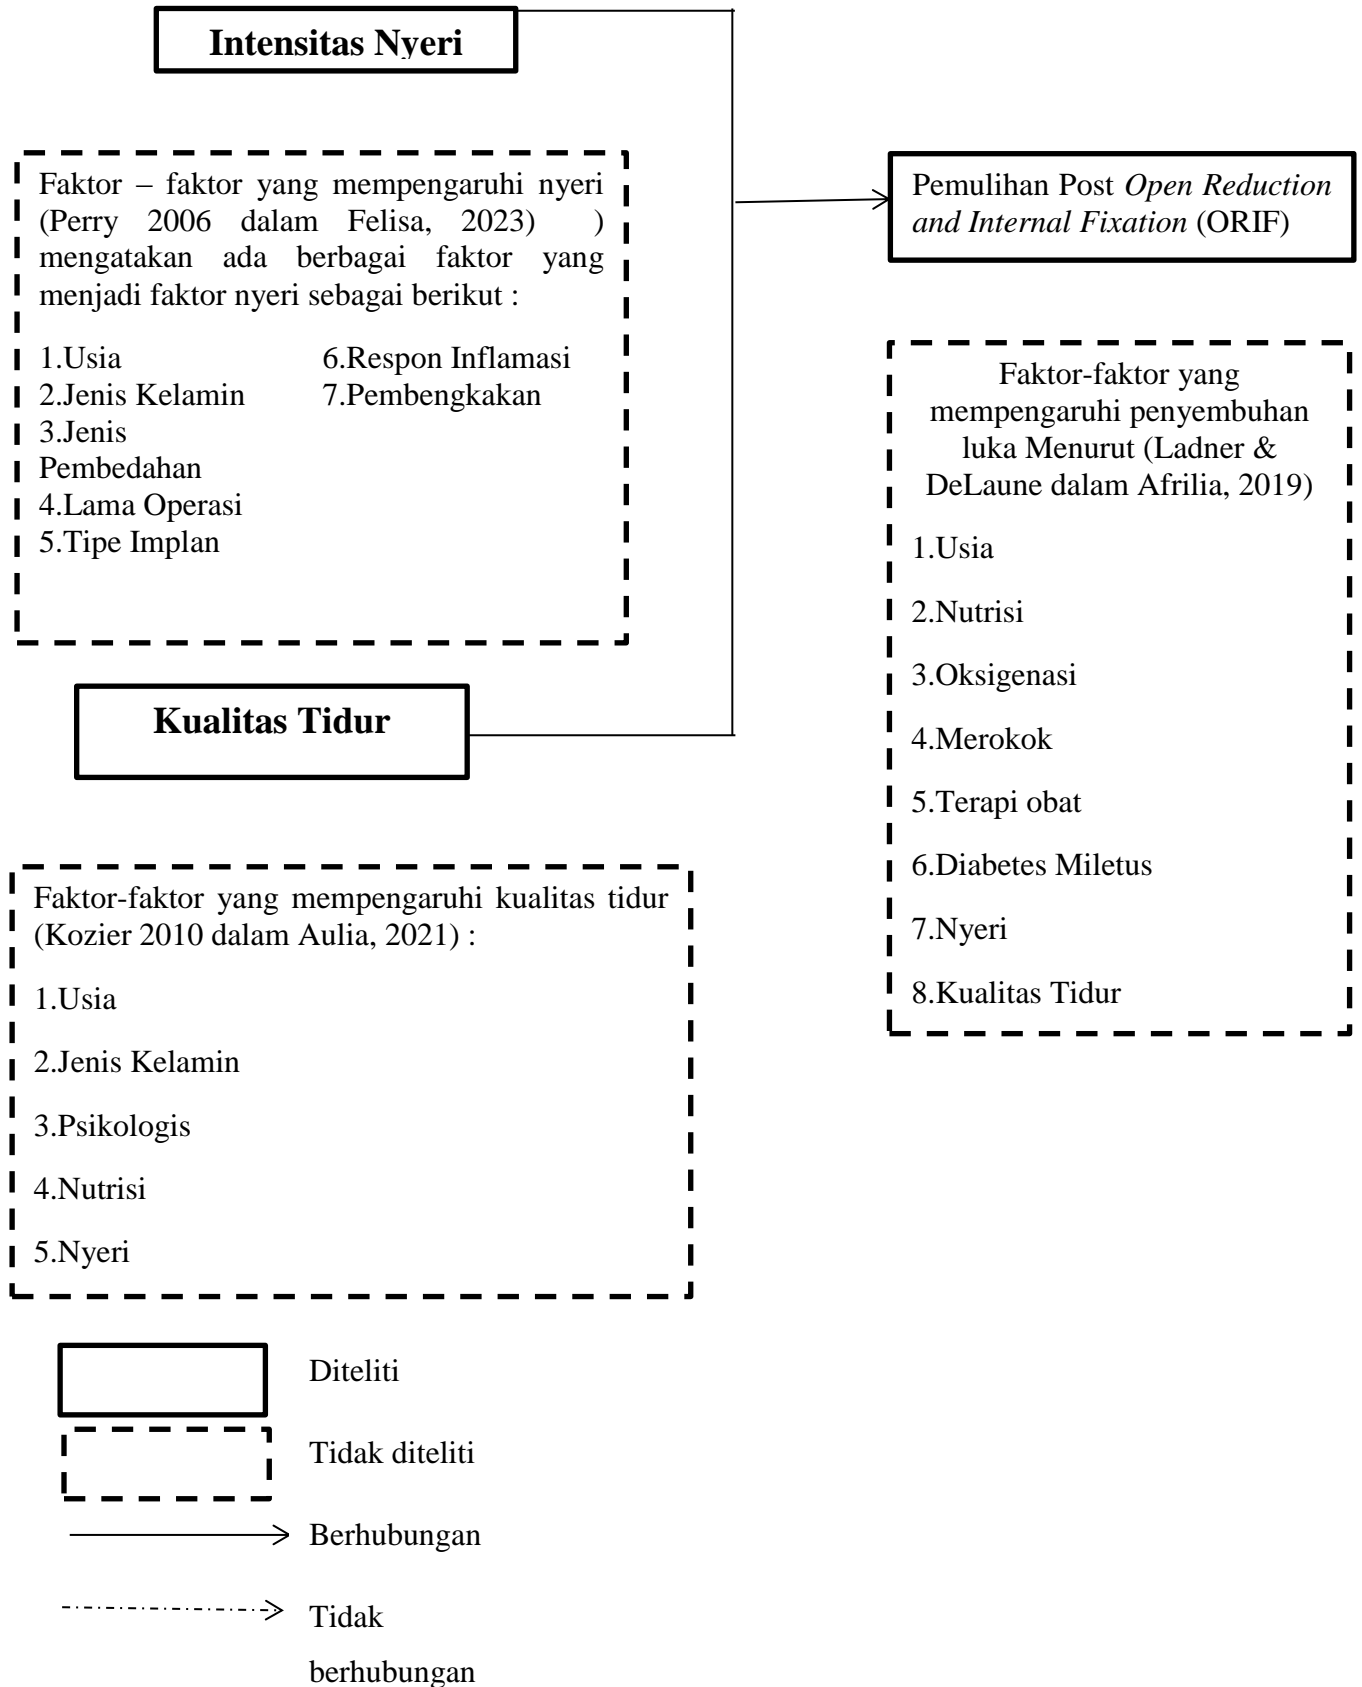 Intensitas Nyeri
Faktor – faktor yang mempengaruhi nyeri
(Perry 2006 dalam Felisa, 2023) )
mengatakan ada berbagai faktor yang
menjadi faktor nyeri sebagai berikut :
1.Usia
2.Jenis Kelamin
3.Jenis
Pembedahan
4.Lama Operasi
5.Tipe Implan
6.Respon Inflamasi
7.Pembengkakan
Kualitas Tidur
Faktor-faktor yang mempengaruhi kualitas tidur
(Kozier 2010 dalam Aulia, 2021) :
1.Usia
2.Jenis Kelamin
3.Psikologis
4.Nutrisi
5.Nyeri
Pemulihan Post Open Reduction
and Internal Fixation (ORIF)
Faktor-faktor yang
mempengaruhi penyembuhan
luka Menurut (Ladner &
DeLaune dalam Afrilia, 2019)
1.Usia
2.Nutrisi
3.Oksigenasi
4.Merokok
5.Terapi obat
6.Diabetes Miletus
7.Nyeri
8.Kualitas Tidur
Diteliti
Tidak diteliti
Berhubungan
Tidak
berhubungan